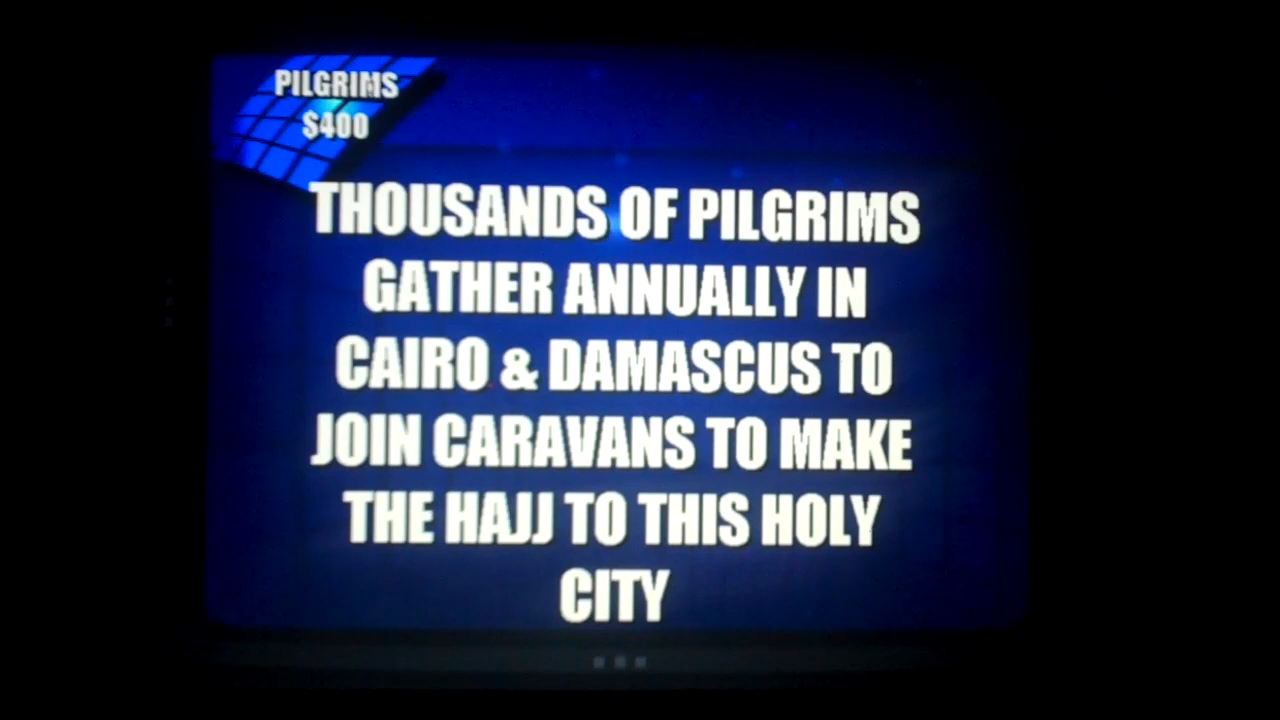 PILGRIMS
$400
THOUSANDS OF PILGRIMS
GATHER ANNUALLY IN
CAIRO & DAMASCUS TO
JOIN CARAVANS TO MAKE
THE HAJJ TO THIS HOLY
CITY